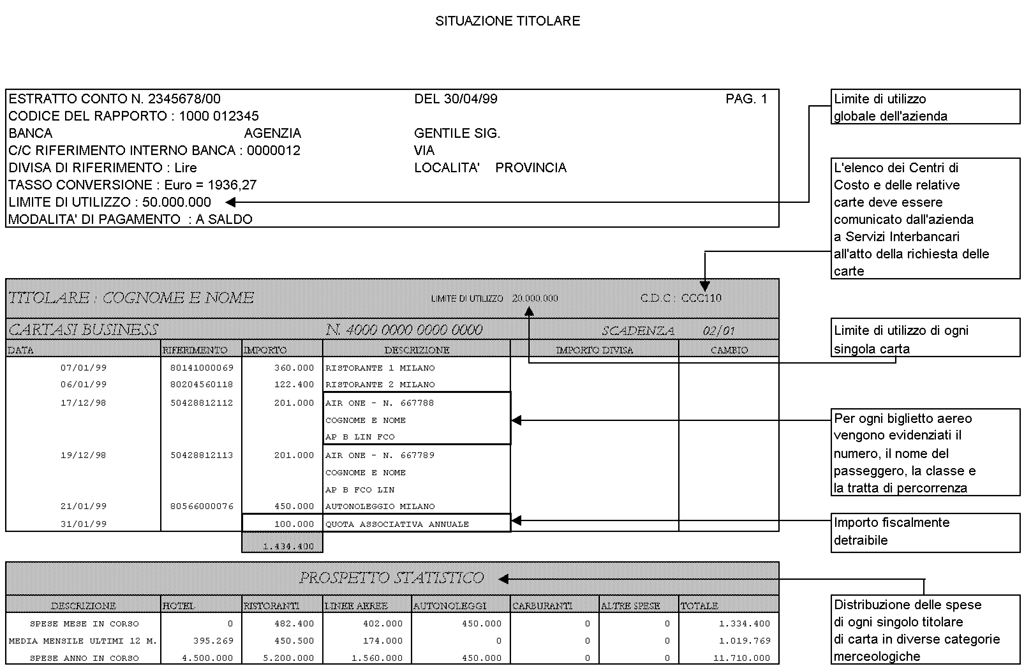 SITUAZIONE TITOLARE
ESTRATTO CONTO N. 2345678/00 DEL 30/04/99 PAG. 1
CODICE DEL RAPPORTO : 1000 012345
BANCA AGENZIA GENTILE SIG.
C/C RIFERIMENTO INTERNO BANCA : 0000012 VIA
DIVISA DI RIFERIMENTO : Lire LOCALITA' PROVINCIA
TASSO CONVERSIONE : Euro = 1936,27
LIMITE DI UTILIZZO : 50.000.000
MODALITA' DI PAGAMENTO : A SALDO
Limite di utilizzo
globale dell'azienda
L'elenco dei Centri di
Costo e delle relative
carte deve essere
comunicato dall'azienda
a Servizi Interbancari
all'atto della richiesta delle
carte
TITOLARE : COGNOME E NOME LIMITE DI UTILIZZO 20.000.000 C.D.C : CCC110
CARTASI BUSINESS N. 4000 0000 0000 0000 SCADENZA 02/01
DATA RIFERIMENTO IMPORTO DESCRIZIONE IMPORTO DIVISA CAMBIO
07/01/99 80141000069 360.000 RISTORANTE 1 MILANO
06/01/99 80204560118 122.400 RISTORANTE 2 MILANO
17/12/98 50428812112 201.000 AIR ONE - N. 667788
COGNOME E NOME
AP B LIN FCO
19/12/98 50428812113 201.000 AIR ONE - N. 667789
COGNOME E NOME
AP B FCO LIN
21/01/99 80566000076 450.000 AUTONOLEGGIO MILANO
31/01/99 100.000 QUOTA ASSOCIATIVA ANNUALE
1.434.400
Limite di utilizzo di ogni
singola carta
Per ogni biglietto aereo
vengono evidenziati il
numero, il nome del
passeggero, la classe e
la tratta di percorrenza
Importo fiscalmente
detraibile
PROSPETTO STATISTICO
DESCRIZIONE HOTEL RISTORANTI LINEE AEREE AUTONOLEGGI CARBURANTI ALTRE SPESE TOTALE
SPESE MESE IN CORSO 0 482.400 402.000 450.000 0 0 1.334.400
MEDIA MENSILE ULTIMI 12 M. 395.269 450.500 174.000 0 0 0 1.019.769
SPESE ANNO IN CORSO 4.500.000 5.200.000 1.560.000 450.000 0 0 11.710.000
Distribuzione delle spese
di ogni singolo titolare
di carta in diverse categorie
merceologiche